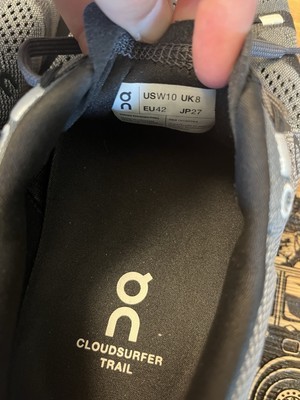 USW10 UK8
EU42 JP27
CLOUDSURFER
TRAIL